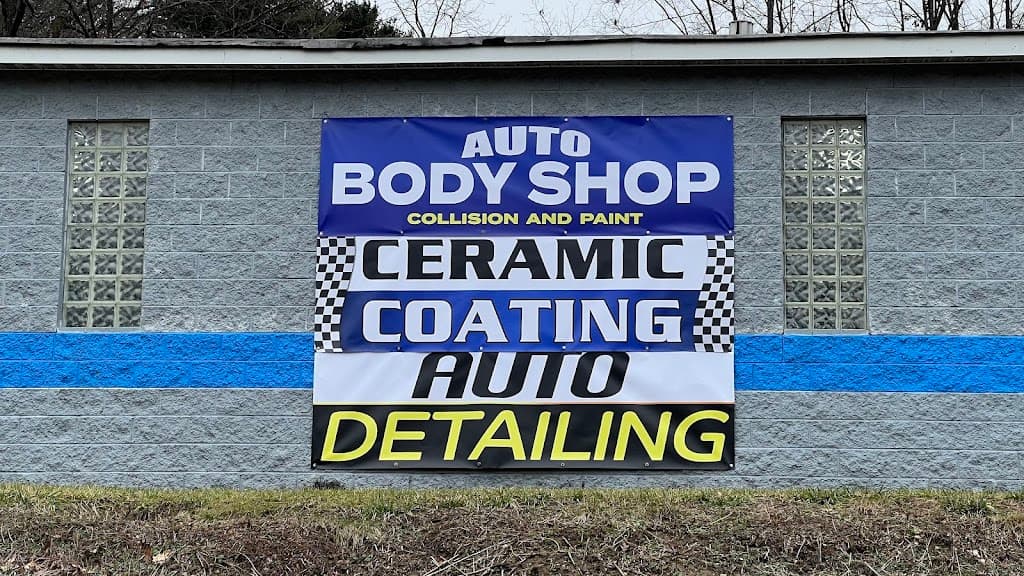 AUTO
BODY SHOP
COLLISION AND PAINT
CERAMIC
COATING
AUTO
DETAILING